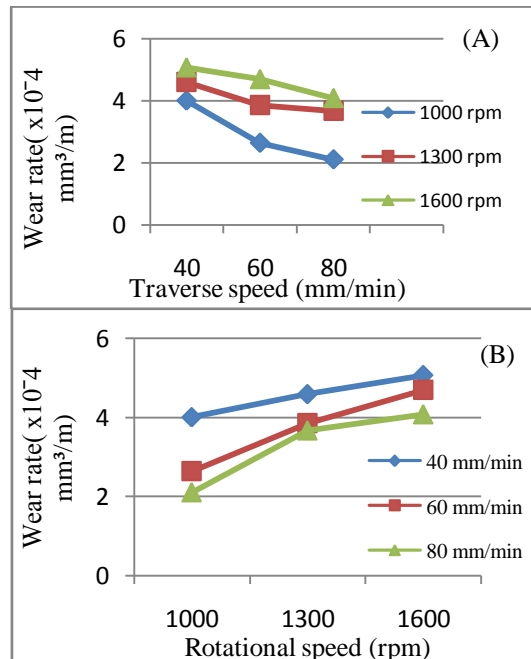 (A)
Wear rate( x10⁻4
mm³/m)
6
4
2
0
40 60 80
Traverse speed (mm/min)
1000 rpm
1300 rpm
1600 rpm
(B)
Wear rate( x10⁻4
mm³/m)
6
4
2
0
1000 1300 1600
Rotational speed (rpm)
40 mm/min
60 mm/min
80 mm/min